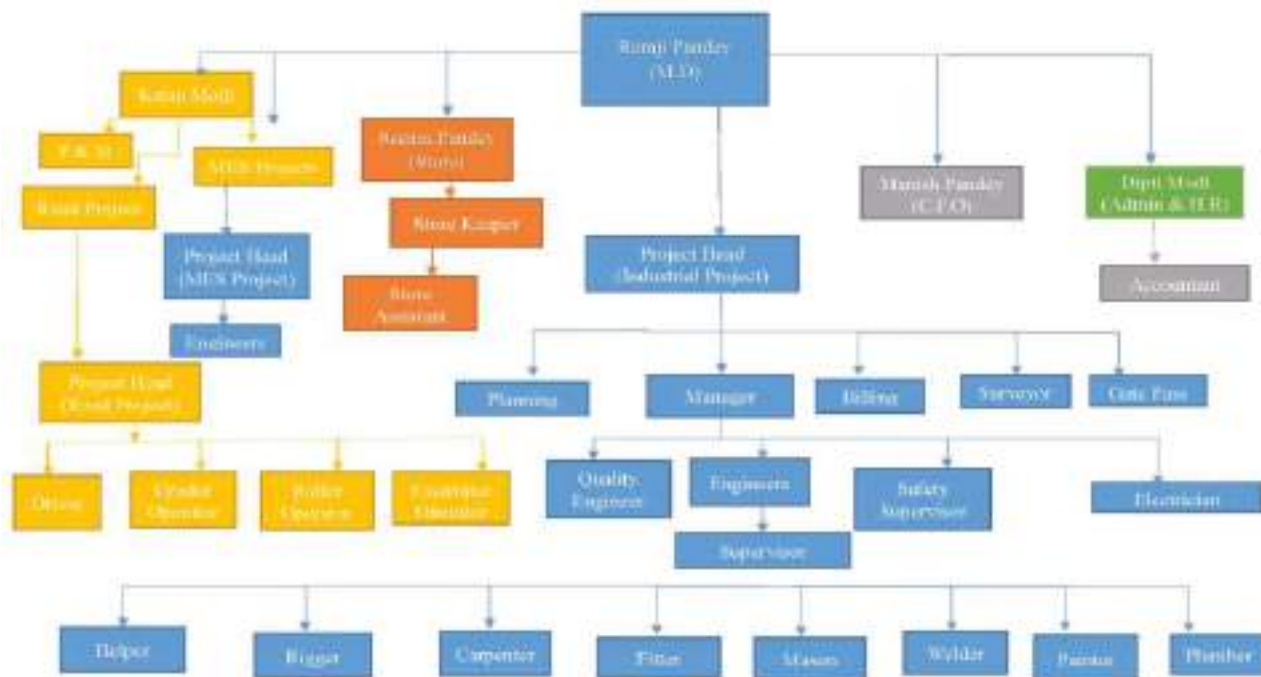 Ramji Pandey
(M.D)
Modi
MES Projects
Road Project
Pandey
(Store)
Store Keeper
Store
Assistant
Manish Pandey
(C.F.O)
Dipti Modi
(Admin & H.R)
Accountant
Project Head
(MES Project)
Engineers
Project Head
(Industrial Project)
Project Head
(Road Project)
Planning
Manager
Billing
Surveyor
Gate Pass
Driver
Grader
Operator
Roller
Operator
Excavator
Operator
Quality
Engineer
Engineers
Safety
Supervisor
Electrician
Supervisor
Helper
Rigger
Carpenter
Fitter
Mason
Welder
Painter
Plumber